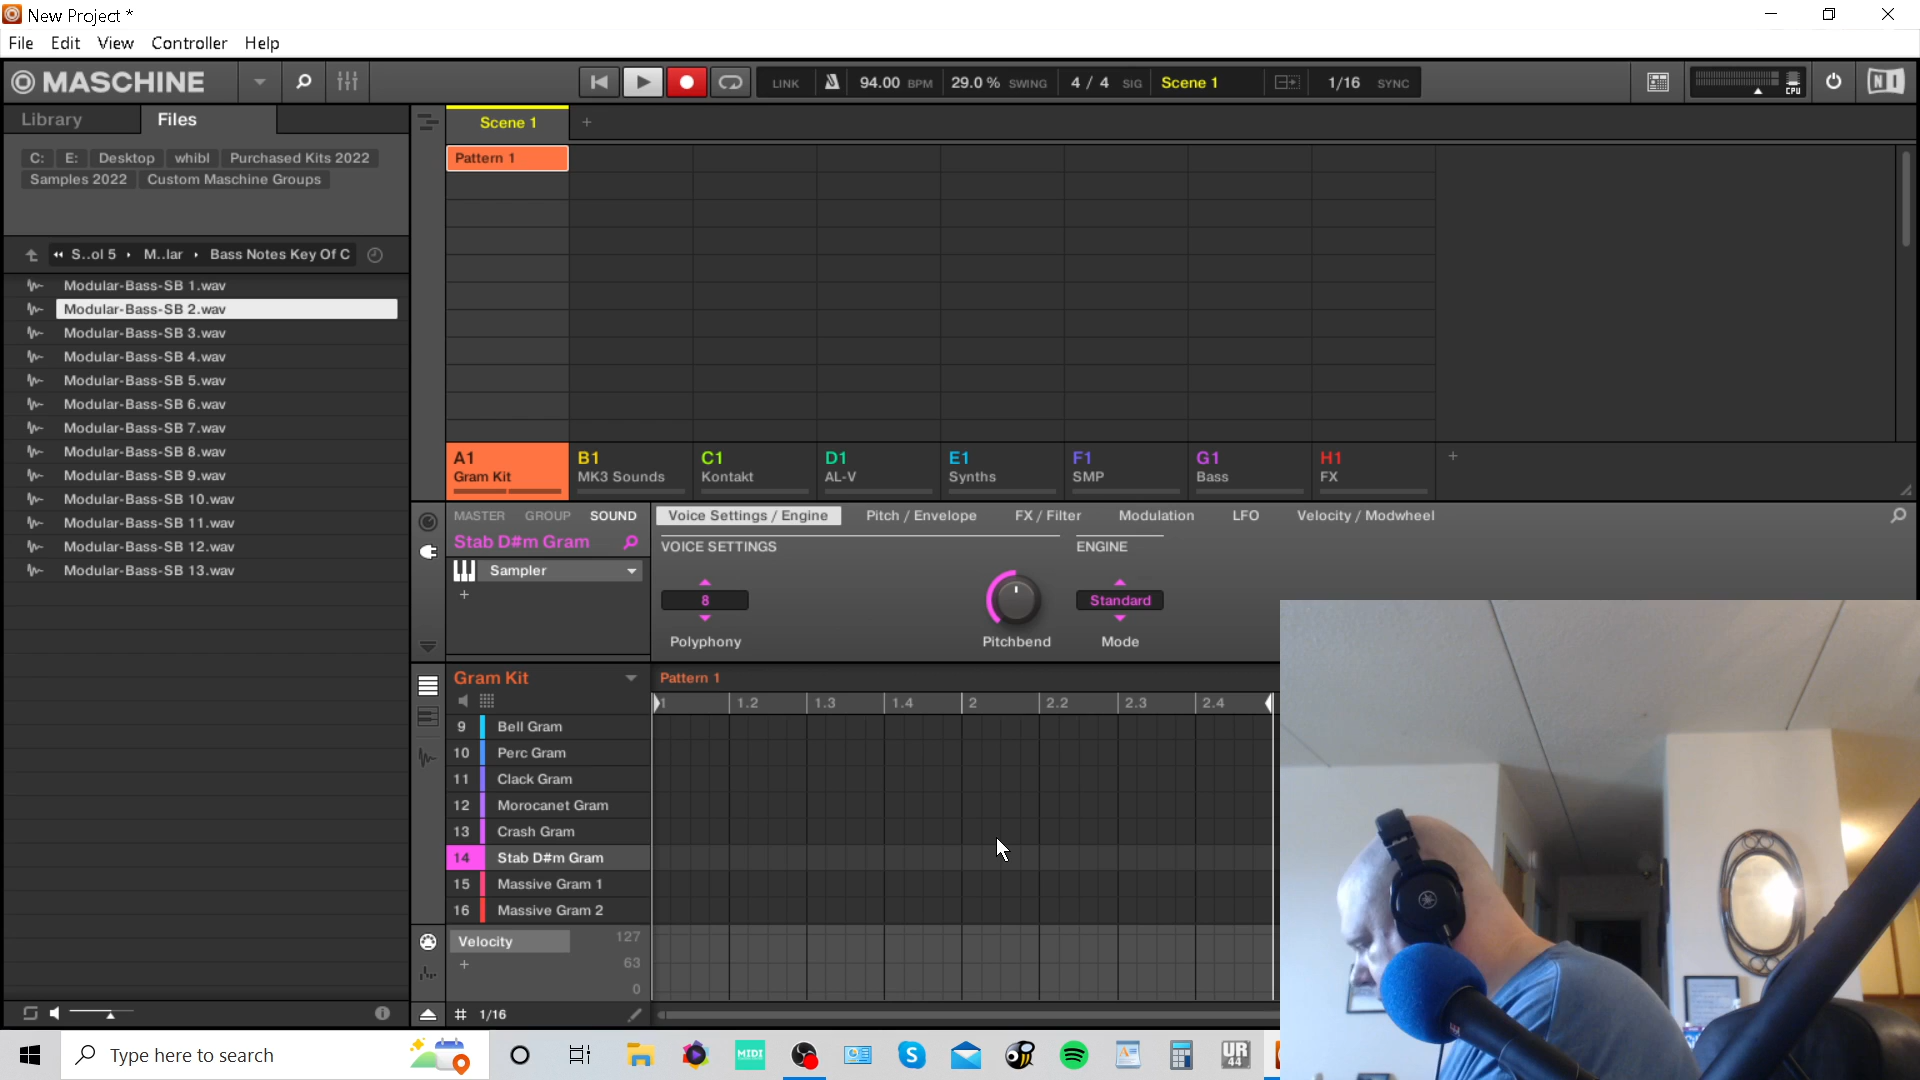 New Project *
File Edit View Controller Help
MASCHINE
LINK 94.00 BPM 29.0 % SWING 4 / 4 SIG Scene 1 1/16 SYNC CPU NI
Library Files
Scene 1 +
C: E: Desktop whibl Purchased Kits 2022
Samples 2022 Custom Maschine Groups
Pattern 1
S..ol 5 M..lar Bass Notes Key Of C
Modular-Bass-SB 1.wav
Modular-Bass-SB 2.wav
Modular-Bass-SB 3.wav
Modular-Bass-SB 4.wav
Modular-Bass-SB 5.wav
Modular-Bass-SB 6.wav
Modular-Bass-SB 7.wav
Modular-Bass-SB 8.wav
Modular-Bass-SB 9.wav
Modular-Bass-SB 10.wav
Modular-Bass-SB 11.wav
Modular-Bass-SB 12.wav
Modular-Bass-SB 13.wav
A1 B1 C1 D1 E1 F1 G1 H1 +
Gram Kit MK3 Sounds Kontakt AL-V Synths SMP Bass FX
MASTER GROUP SOUND
Voice Settings / Engine Pitch / Envelope FX / Filter Modulation LFO Velocity / Modwheel
Stab D#m Gram
VOICE SETTINGS ENGINE
Sampler
+
8 Standard
Polyphony Pitchbend Mode
Gram Kit
Pattern 1
1 1.2 1.3 1.4 2 2.2 2.3 2.4
9 Bell Gram
10 Perc Gram
11 Clack Gram
12 Morocanet Gram
13 Crash Gram
14 Stab D#m Gram
15 Massive Gram 1
16 Massive Gram 2
Velocity 127
+ 63
0
# 1/16
Type here to search
MIDI
UR
44